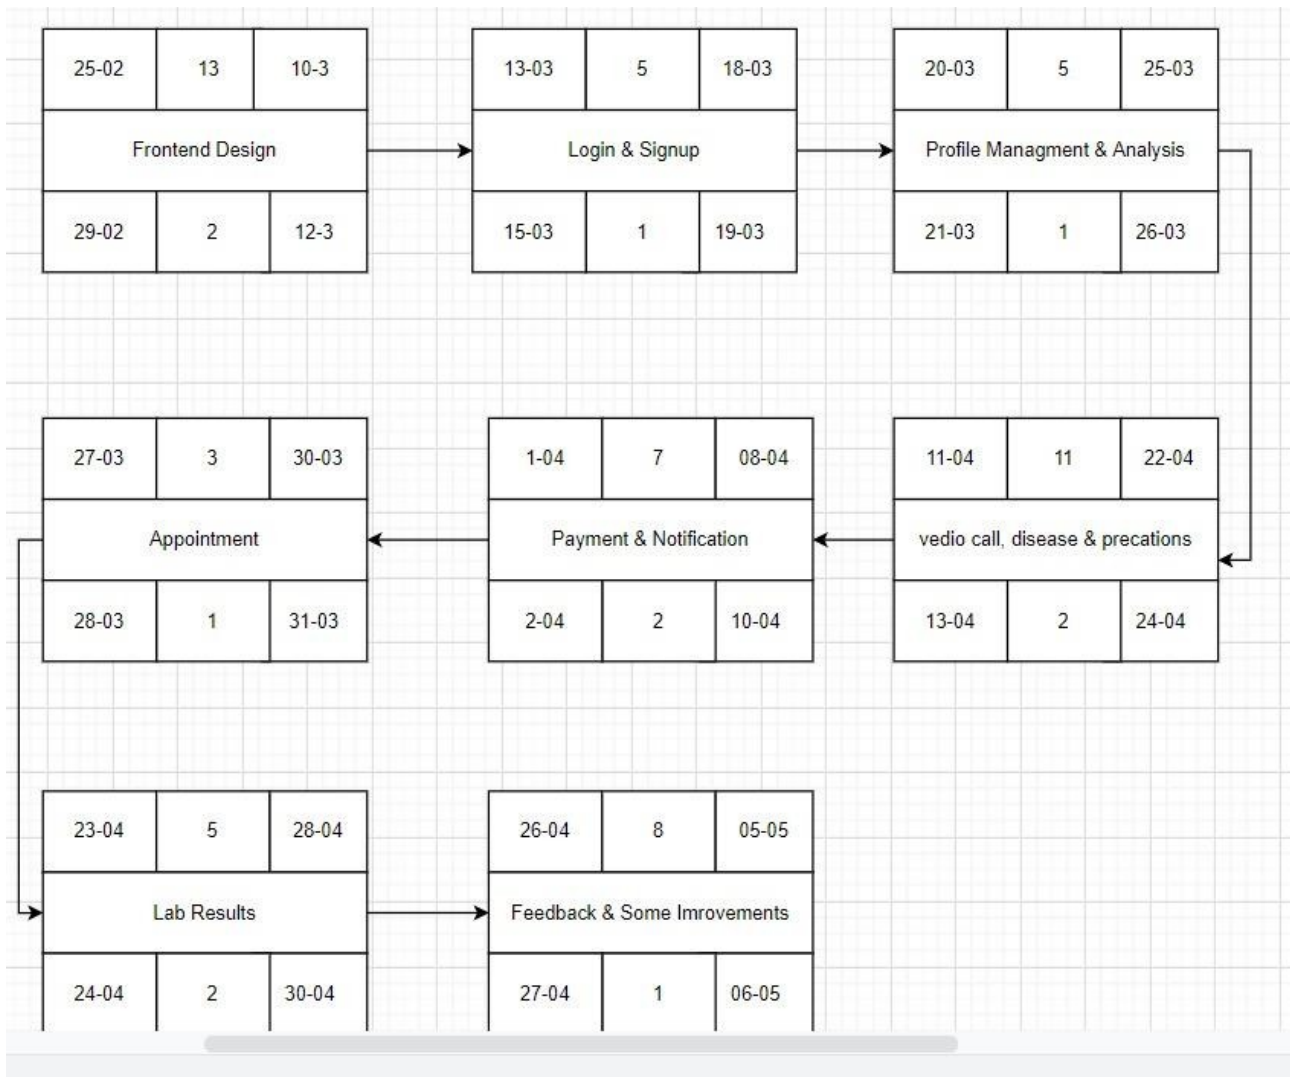 25-02 13 10-3
Frontend Design
29-02 2 12-3
13-03 5 18-03
Login & Signup
15-03 1 19-03
20-03 5 25-03
Profile Managment & Analysis
21-03 1 26-03
27-03 3 30-03
Appointment
28-03 1 31-03
1-04 7 08-04
Payment & Notification
2-04 2 10-04
11-04 11 22-04
vedio call, disease & precations
13-04 2 24-04
23-04 5 28-04
Lab Results
24-04 2 30-04
26-04 8 05-05
Feedback & Some Imrovements
27-04 1 06-05